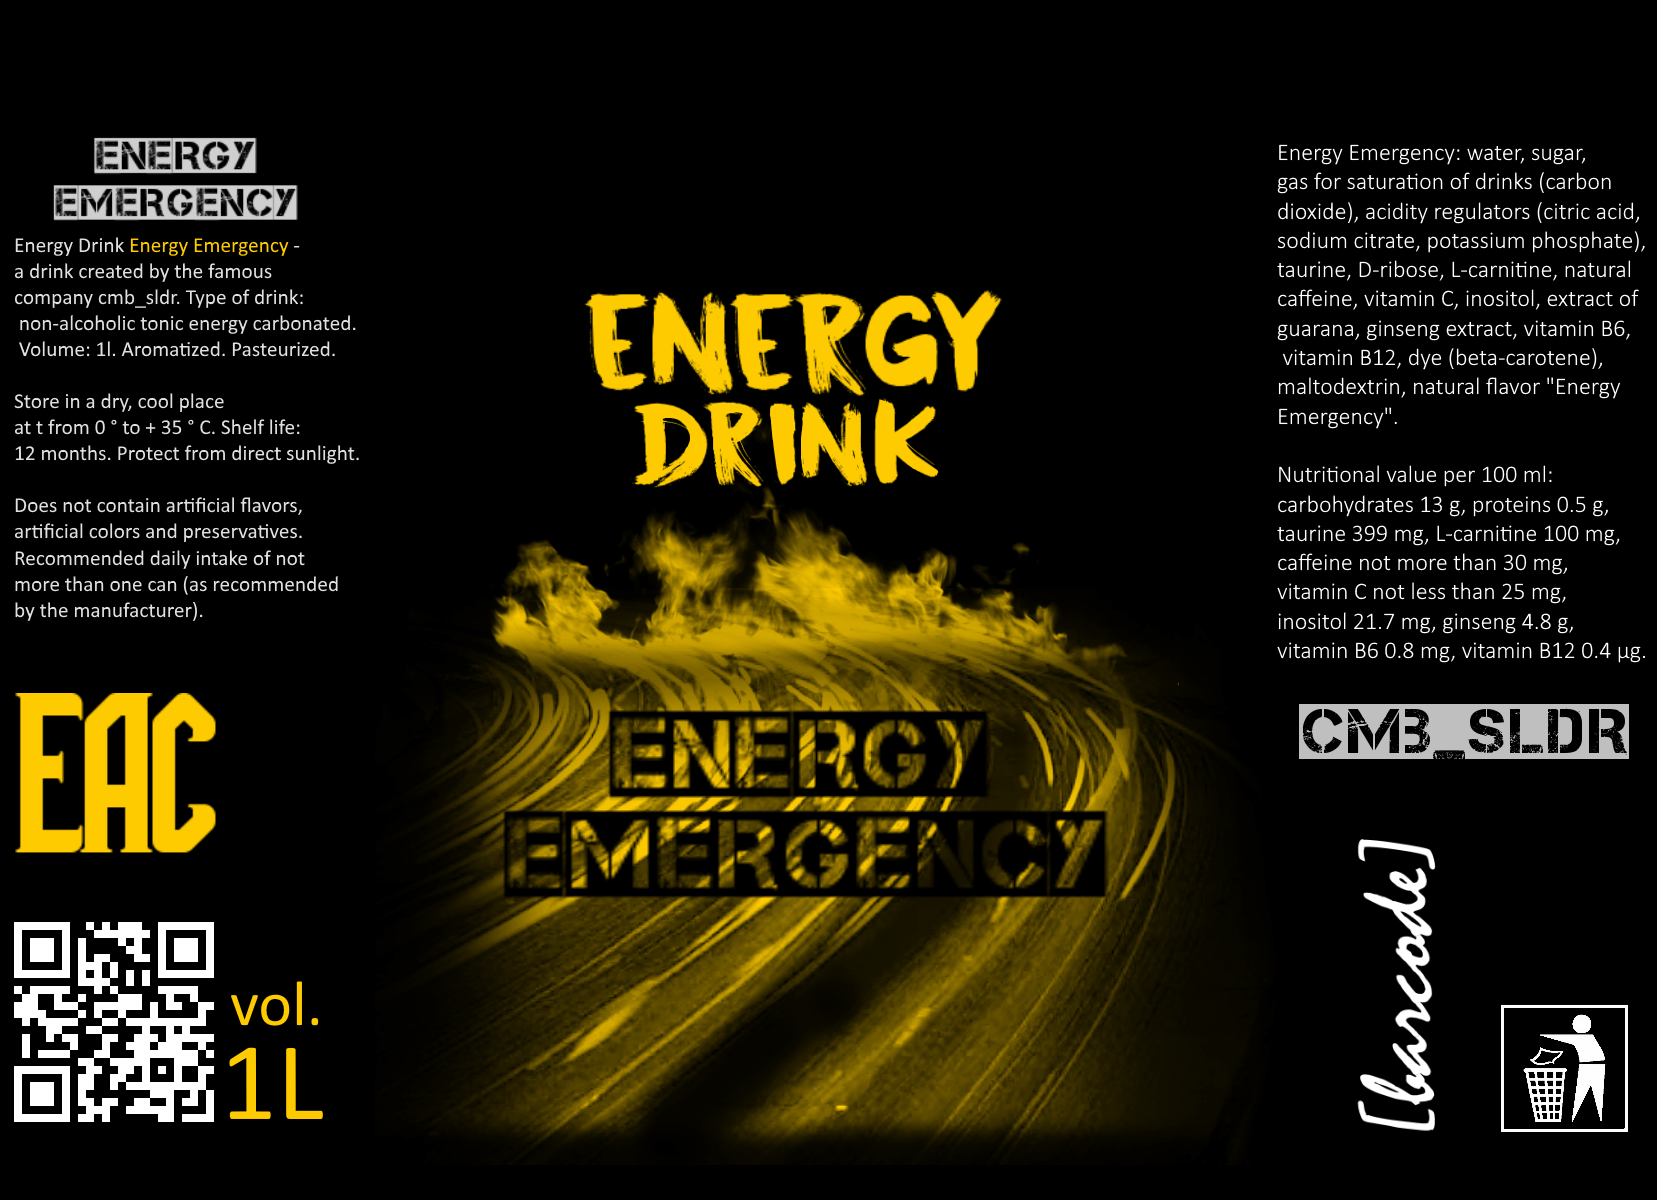 ENERGY
EMERGENCY
Energy Drink Energy Emergency -
a drink created by the famous
company cmb_sldr. Type of drink:
non-alcoholic tonic energy carbonated.
Volume: 1l. Aromatized. Pasteurized.
Store in a dry, cool place
at t from 0 ° to + 35 ° C. Shelf life:
12 months. Protect from direct sunlight.
Does not contain artificial flavors,
artificial colors and preservatives.
Recommended daily intake of not
more than one can (as recommended
by the manufacturer).
EAC
vol.
1L
ENERGY
DRINK
ENERGY
EMERGENCY
Energy Emergency: water, sugar,
gas for saturation of drinks (carbon
dioxide), acidity regulators (citric acid,
sodium citrate, potassium phosphate),
taurine, D-ribose, L-carnitine, natural
caffeine, vitamin C, inositol, extract of
guarana, ginseng extract, vitamin B6,
vitamin B12, dye (beta-carotene),
maltodextrin, natural flavor "Energy
Emergency".
Nutritional value per 100 ml:
carbohydrates 13 g, proteins 0.5 g,
taurine 399 mg, L-carnitine 100 mg,
caffeine not more than 30 mg,
vitamin C not less than 25 mg,
inositol 21.7 mg, ginseng 4.8 g,
vitamin B6 0.8 mg, vitamin B12 0.4 µg.
CMB_SLDR
[barcode]